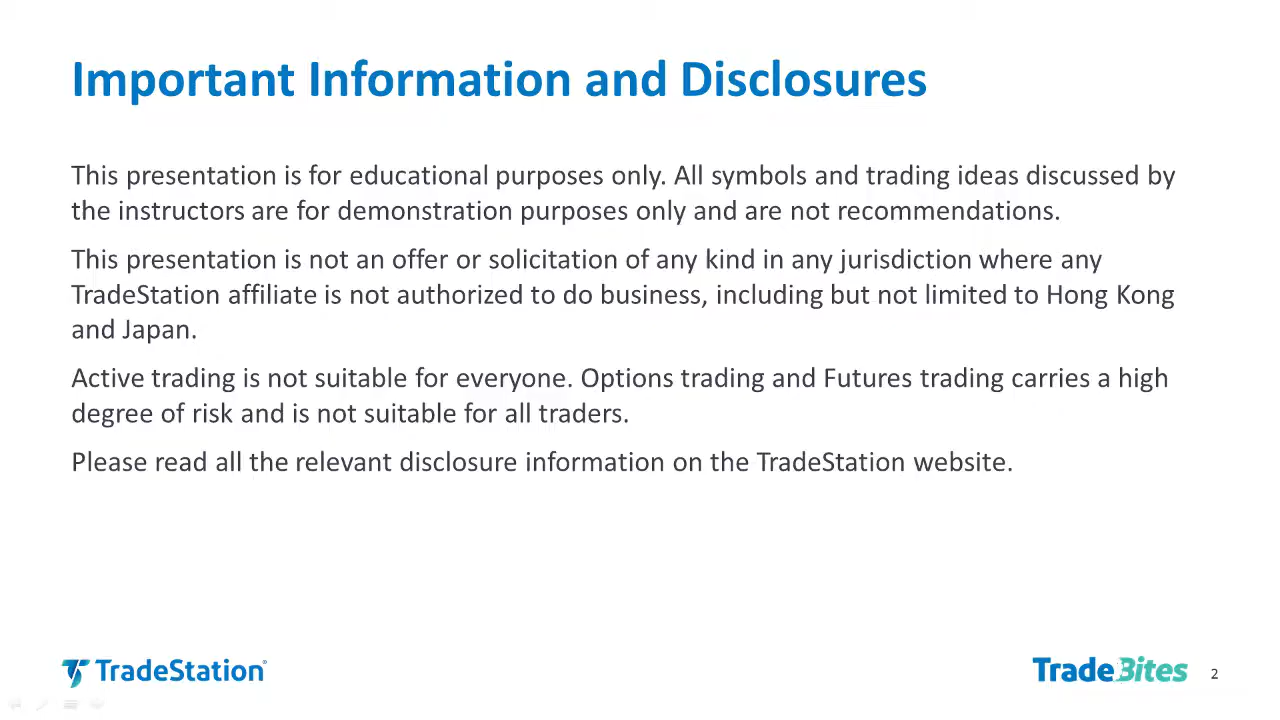 Important Information and Disclosures
This presentation is for educational purposes only. All symbols and trading ideas discussed by
the instructors are for demonstration purposes only and are not recommendations.
This presentation is not an offer or solicitation of any kind in any jurisdiction where any
TradeStation affiliate is not authorized to do business, including but not limited to Hong Kong
and Japan.
Active trading is not suitable for everyone. Options trading and Futures trading carries a high
degree of risk and is not suitable for all traders.
Please read all the relevant disclosure information on the TradeStation website.
TradeStation®
TradeBites 2